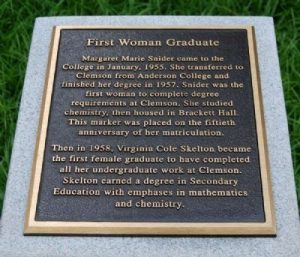 First Woman Graduate
Margaret Marie Snider came to the
College in January, 1955. She transferred to
Clemson from Anderson College and
finished her degree in 1957. Snider was the
first woman to complete degree
requirements at Clemson. She studied
chemistry, then housed in Brackett Hall.
This marker was placed on the fiftieth
anniversary of her matriculation.
Then in 1958, Virginia Cole Skelton became
the first female graduate to have completed
all her undergraduate work at Clemson.
Skelton earned a degree in Secondary
Education with emphases in mathematics
and chemistry.